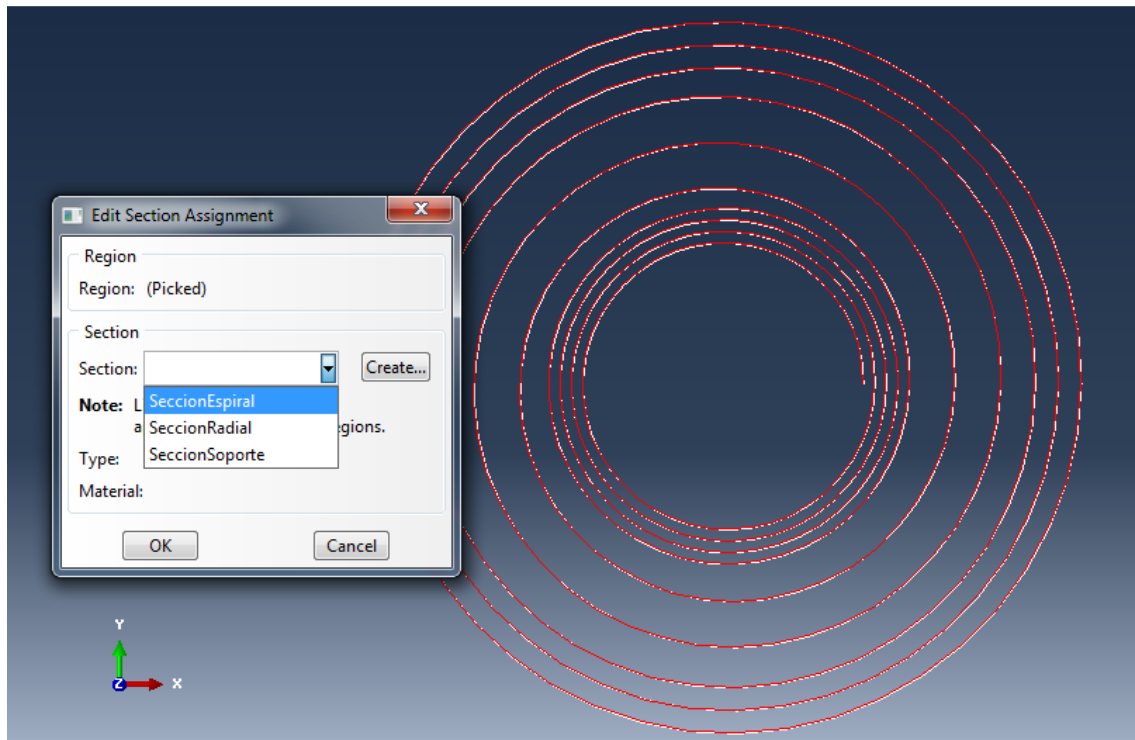 Edit Section Assignment
Region
Region: (Picked)
Section
Section:
Create...
Note: L
SeccionEspiral
a
SeccionRadial
egions.
Type:
SeccionSoporte
Material:
OK
Cancel
Y
Z
X